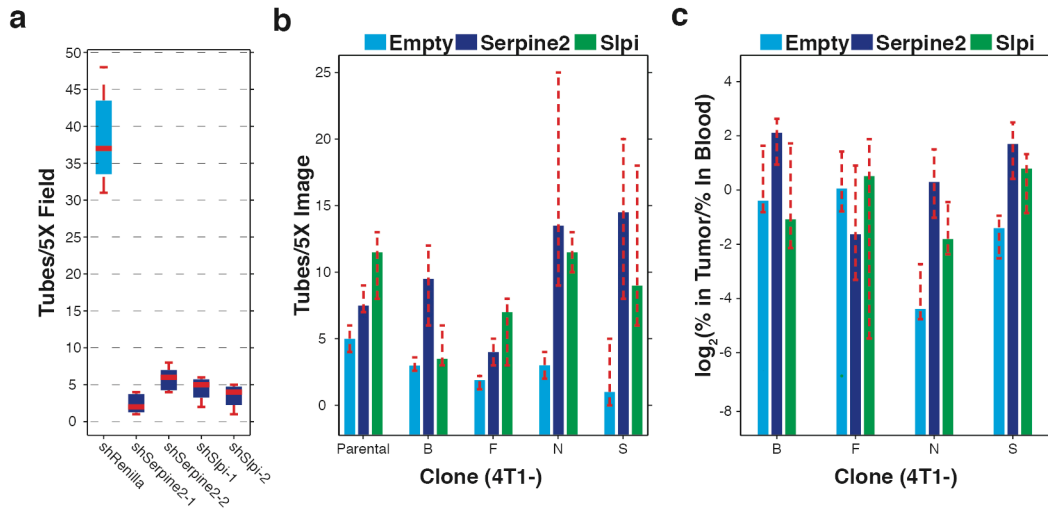 a
Tubes/5X Field
50
45
40
35
30
25
20
15
10
5
0
shRenilla
shSerpine2-1
shSerpine2-2
shSlpi-1
shSlpi-2
b
Empty Serpine2 Slpi
Tubes/5X Image
25
20
15
10
5
0
Parental B F N S
Clone (4T1-)
c
Empty Serpine2 Slpi
log2(% in Tumor/% In Blood)
4
2
0
-2
-4
-6
-8
B F N S
Clone (4T1-)